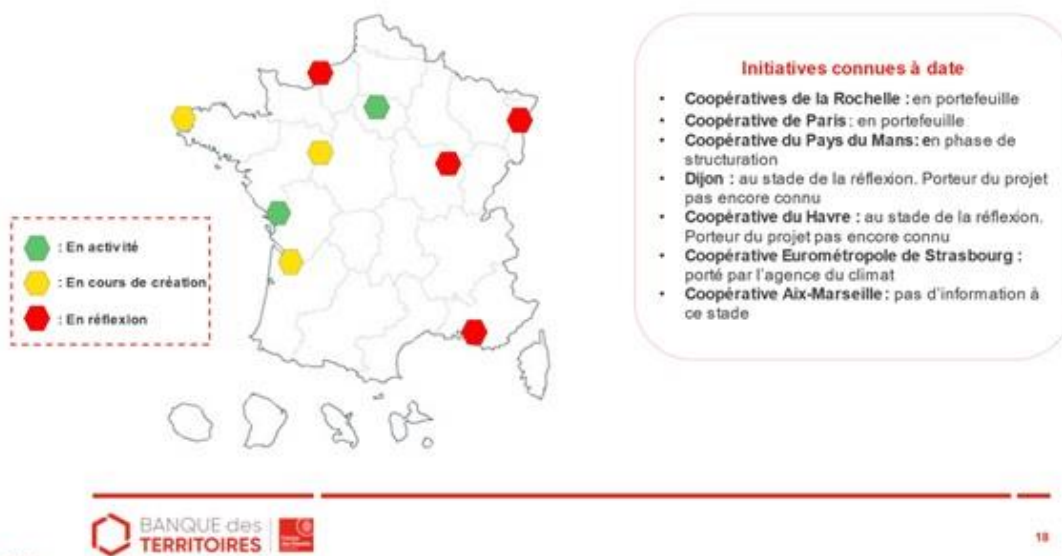 Initiatives connues à date
• Coopératives de la Rochelle : en portefeuille
• Coopérative de Paris : en portefeuille
• Coopérative du Pays du Mans: en phase de
structuration
• Dijon : au stade de la réflexion. Porteur du projet
pas encore connu
• Coopérative du Havre : au stade de la réflexion.
Porteur du projet pas encore connu
• Coopérative Eurométropole de Strasbourg :
porté par l'agence du climat
• Coopérative Aix-Marseille : pas d'information à
ce stade
: En activité
: En cours de création
: En réflexion
BANQUE des
TERRITOIRES
18